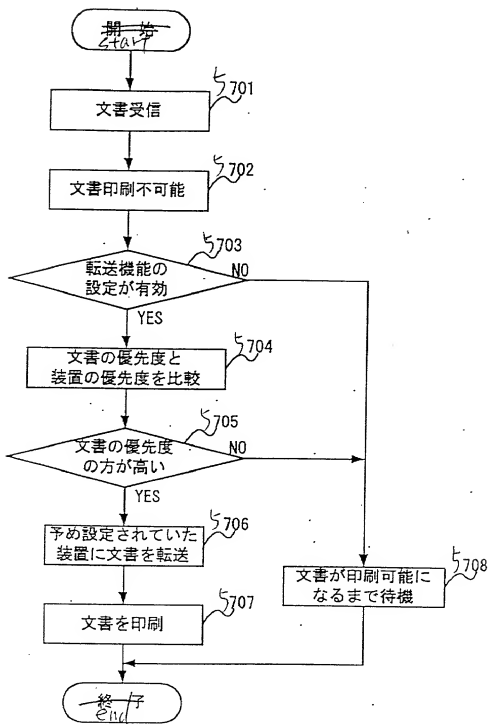 開始
start
S701
文書受信
S702
文書印刷不可能
S703
転送機能の
設定が有効
NO
YES
S704
文書の優先度と
装置の優先度を比較
S705
文書の優先度
の方が高い
NO
YES
S706
予め設定されていた
装置に文書を転送
S708
文書が印刷可能に
なるまで待機
S707
文書を印刷
終了
end